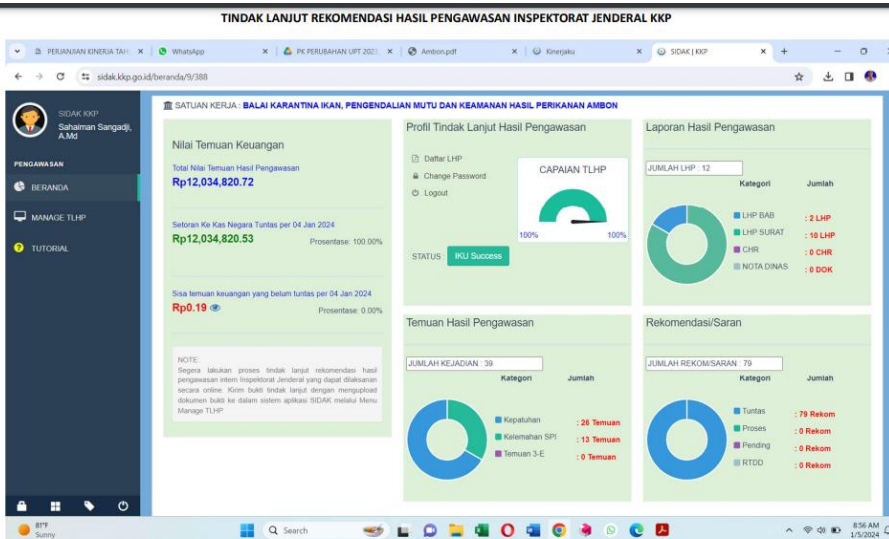 TINDAK LANJUT REKOMENDASI HASIL PENGAWASAN INSPEKTORAT JENDERAL KKP
PERJANJIAN KINERJA TAHU
WhatsApp
PK PERUBAHAN UPT 2023
Ambon.pdf
Kinerjaku
SIDAK | KKP
sidak.kkp.go.id/beranda/9/388
SIDAK KKP
Sahaiman Sangadji, A.Md
PENGAWASAN
BERANDA
MANAGE TLHP
TUTORIAL
SATUAN KERJA : BALAI KARANTINA IKAN, PENGENDALIAN MUTU DAN KEAMANAN HASIL PERIKANAN AMBON
Nilai Temuan Keuangan
Total Nilai Temuan Hasil Pengawasan
Rp12,034,820.72
Setoran Ke Kas Negara Tuntas per 04 Jan 2024
Rp12,034,820.53
Prosentase: 100.00%
Sisa temuan keuangan yang belum tuntas per 04 Jan 2024
Rp0.19
Prosentase: 0.00%
NOTE:
Segera lakukan proses tindak lanjut rekomendasi hasil
pengawasan intern Inspektorat Jenderal yang dapat dilaksanan
secara online. Kirim bukti tindak lanjut dengan mengupload
dokumen bukti ke dalam sistem aplikasi SIDAK melalui Menu
Manage TLHP
Profil Tindak Lanjut Hasil Pengawasan
Daftar LHP
Change Password
Logout
CAPAIAN TLHP
100% 100%
STATUS : IKU Success
Laporan Hasil Pengawasan
JUMLAH LHP : 12
Kategori Jumlah
LHP BAB : 2 LHP
LHP SURAT : 10 LHP
CHR : 0 CHR
NOTA DINAS : 0 DOK
Temuan Hasil Pengawasan
JUMLAH KEJADIAN : 39
Kategori Jumlah
Kepatuhan : 26 Temuan
Kelemahan SPI : 13 Temuan
Temuan 3-E : 0 Temuan
Rekomendasi/Saran
JUMLAH REKOM/SARAN : 79
Kategori Jumlah
Tuntas : 79 Rekom
Proses : 0 Rekom
Pending : 0 Rekom
RTDD : 0 Rekom
81°F
Sunny
Search
8:56 AM
1/5/2024